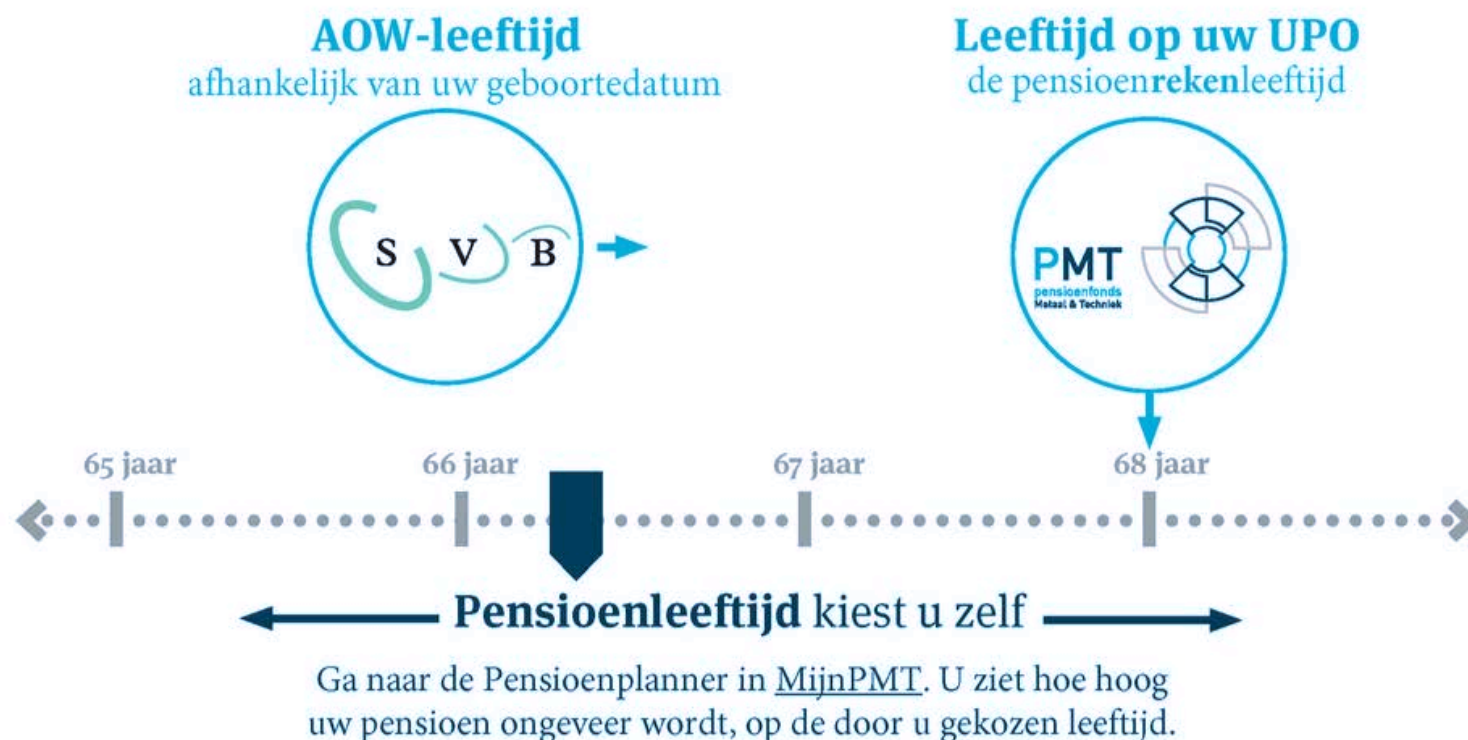 AOW-leeftijd
afhankelijk van uw geboortedatum
S V B
Leeftijd op uw UPO
de pensioenrekenleeftijd
PMT
pensioenfonds
Metaal & Techniek
65 jaar
66 jaar
67 jaar
68 jaar
Pensioenleeftijd kiest u zelf
Ga naar de Pensioenplanner in MijnPMT. U ziet hoe hoog
uw pensioen ongeveer wordt, op de door u gekozen leeftijd.